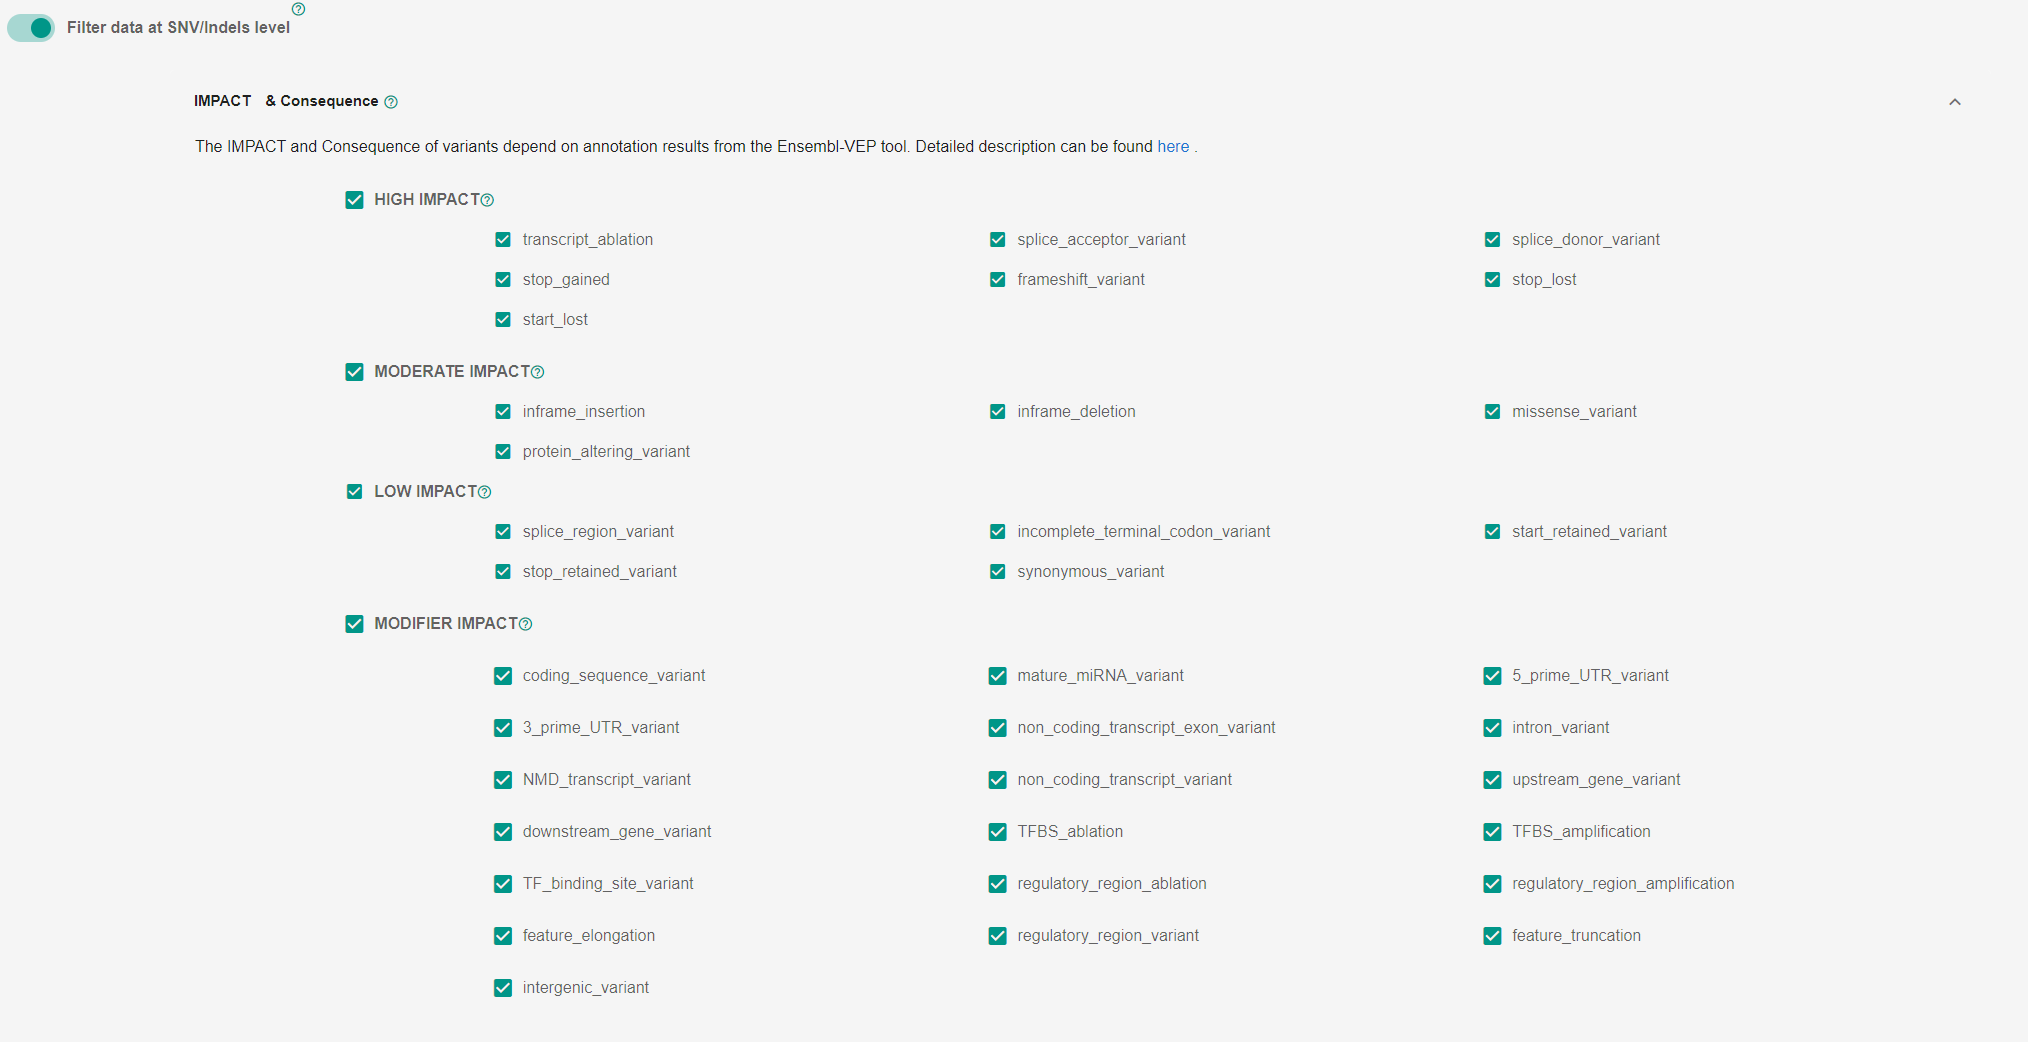 Filter data at SNV/Indels level
IMPACT & Consequence
The IMPACT and Consequence of variants depend on annotation results from the Ensembl-VEP tool. Detailed description can be found here .
HIGH IMPACT
transcript_ablation splice_acceptor_variant splice_donor_variant
stop_gained frameshift_variant stop_lost
start_lost
MODERATE IMPACT
inframe_insertion inframe_deletion missense_variant
protein_altering_variant
LOW IMPACT
splice_region_variant incomplete_terminal_codon_variant start_retained_variant
stop_retained_variant synonymous_variant
MODIFIER IMPACT
coding_sequence_variant mature_miRNA_variant 5_prime_UTR_variant
3_prime_UTR_variant non_coding_transcript_exon_variant intron_variant
NMD_transcript_variant non_coding_transcript_variant upstream_gene_variant
downstream_gene_variant TFBS_ablation TFBS_amplification
TF_binding_site_variant regulatory_region_ablation regulatory_region_amplification
feature_elongation regulatory_region_variant feature_truncation
intergenic_variant